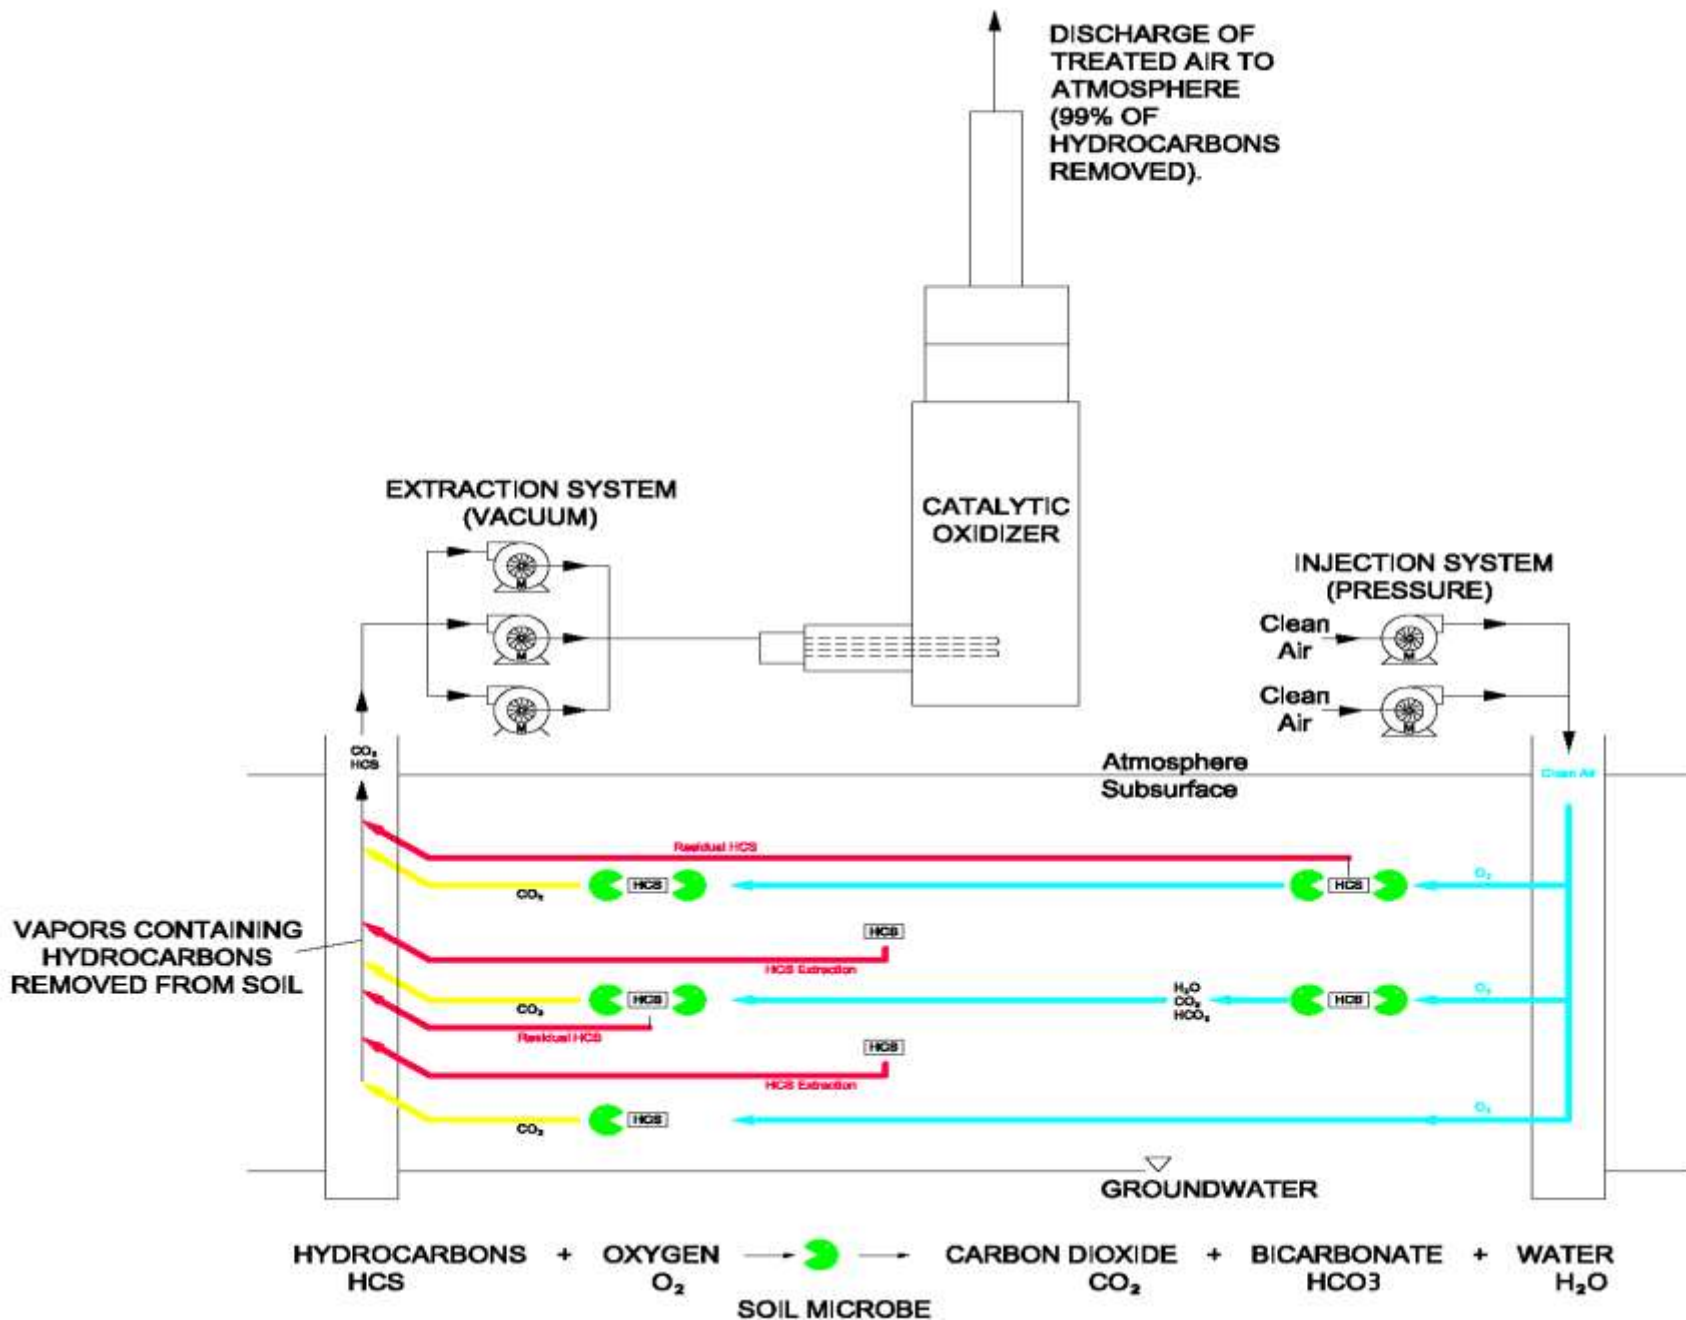 DISCHARGE OF
TREATED AIR TO
ATMOSPHERE
(99% OF
HYDROCARBONS
REMOVED).
EXTRACTION SYSTEM
(VACUUM)
CATALYTIC
OXIDIZER
INJECTION SYSTEM
(PRESSURE)
Clean
Air
Clean
Air
M
M
M
M
M
CO₂
HCS
Atmosphere
Subsurface
Clean Air
Residual HCS
CO₂
HCS
HCS
O₂
VAPORS CONTAINING
HYDROCARBONS
REMOVED FROM SOIL
HCS
HCS Extraction
CO₂
HCS
H₂O
CO₂
HCO₃
HCS
O₂
Residual HCS
HCS
HCS Extraction
CO₂
HCS
O₂
GROUNDWATER
HYDROCARBONS + OXYGEN CARBON DIOXIDE + BICARBONATE + WATER
HCS O₂ CO₂ HCO3 H₂O
SOIL MICROBE